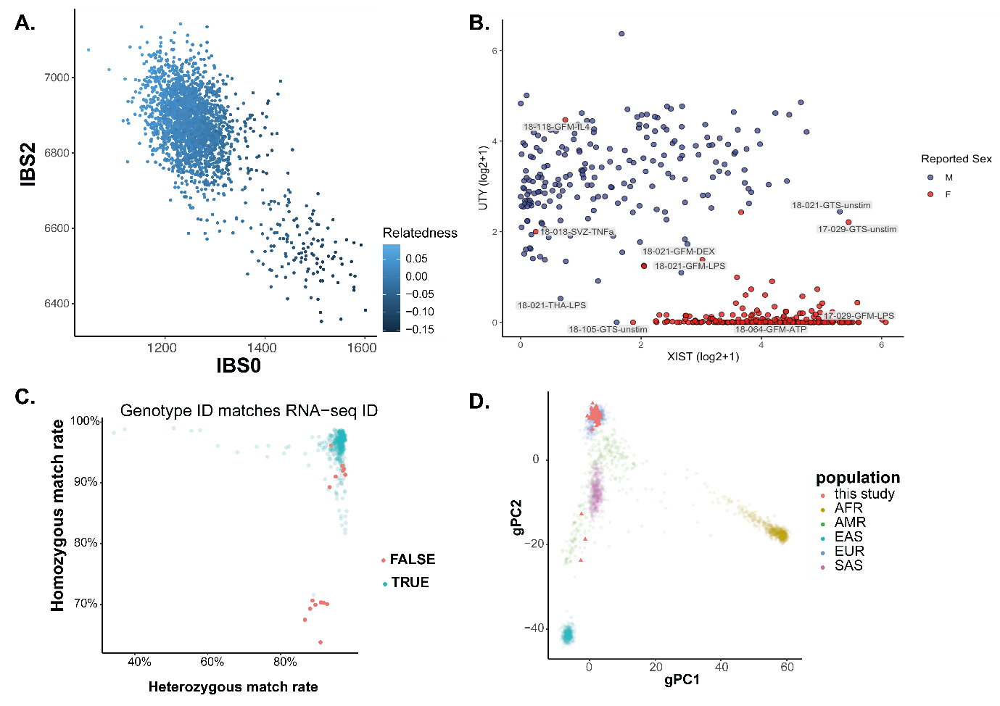 A.
IBS2
7000
6800
6600
6400
1200
1400
1600
IBS0
Relatedness
0.05
0.00
−0.05
−0.10
−0.15
B.
UTY (log2+1)
6
4
2
0
0
2
4
6
XIST (log2+1)
18-118-GFM-IL4
18-021-GTS-unstim
17-029-GTS-unstim
18-018-SVZ-TNFa
18-021-GFM-DEX
18-021-GFM-LPS
18-021-THA-LPS
17-029-GFM-LPS
18-105-GTS-unstim
18-064-GFM-ATP
Reported Sex
M
F
C.
Genotype ID matches RNA−seq ID
Homozygous match rate
100%
90%
80%
70%
40%
60%
80%
Heterozygous match rate
FALSE
TRUE
D.
gPC2
0
−20
−40
0
20
40
60
gPC1
population
this study
AFR
AMR
EAS
EUR
SAS